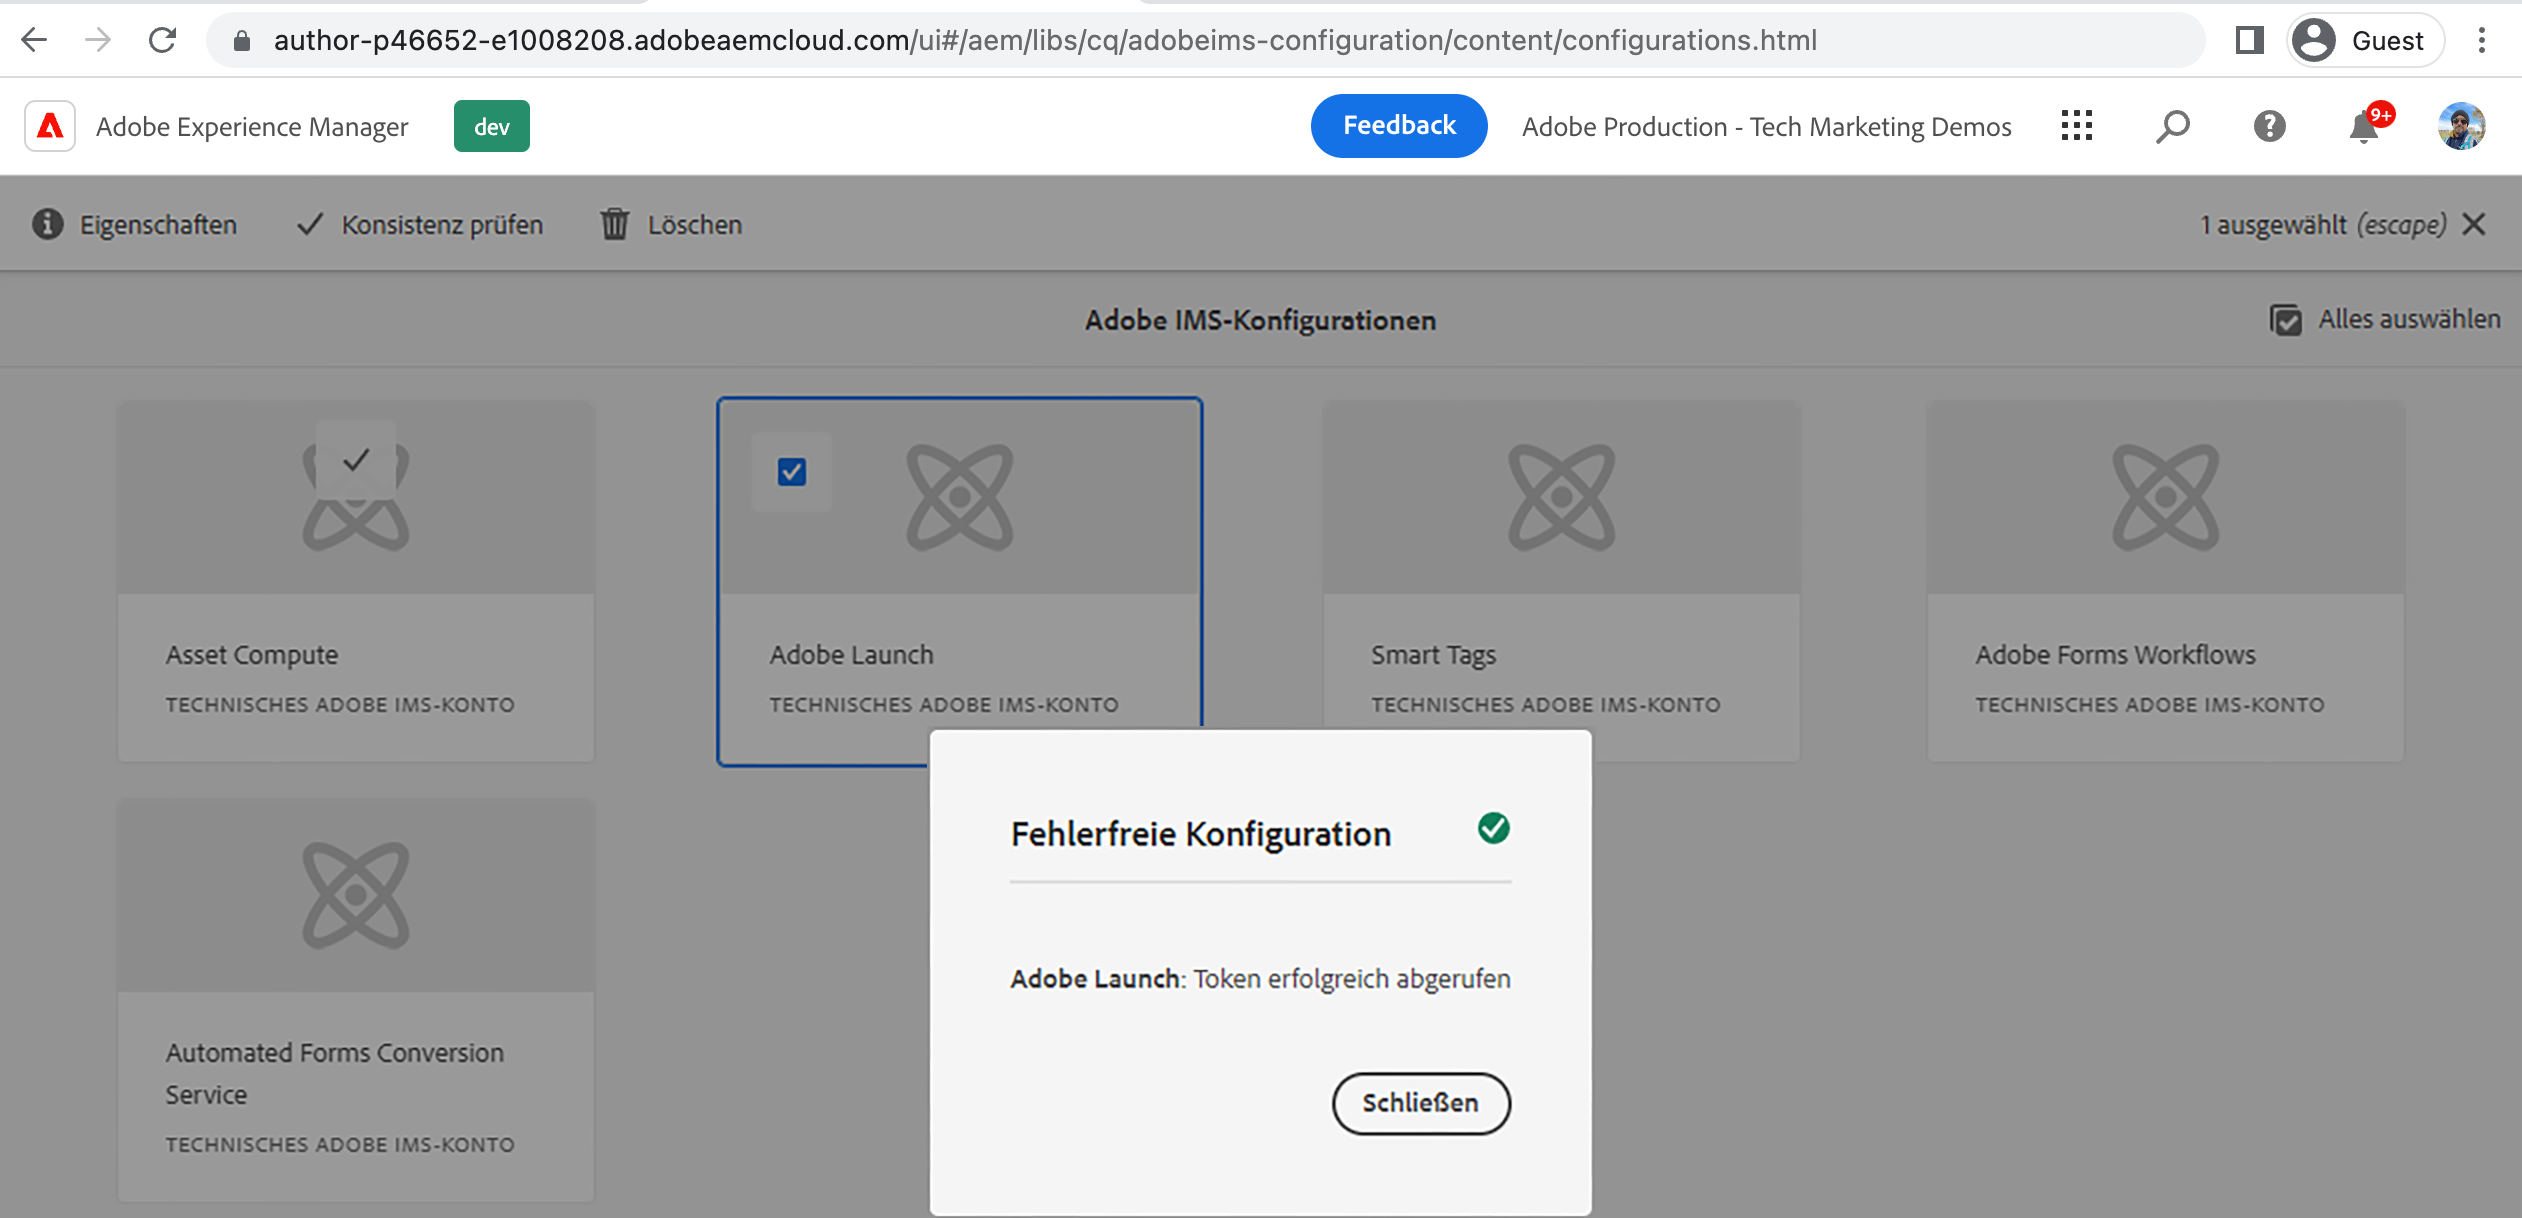 author-p46652-e1008208.adobeaemcloud.com/ui#/aem/libs/cq/adobeims-configuration/content/configurations.html
Guest
Adobe Experience Manager
dev
Feedback
Adobe Production - Tech Marketing Demos
9+
Eigenschaften
Konsistenz prüfen
Löschen
1 ausgewählt (escape)
Adobe IMS-Konfigurationen
Alles auswählen
Asset Compute
TECHNISCHES ADOBE IMS-KONTO
Adobe Launch
TECHNISCHES ADOBE IMS-KONTO
Smart Tags
TECHNISCHES ADOBE IMS-KONTO
Adobe Forms Workflows
TECHNISCHES ADOBE IMS-KONTO
Automated Forms Conversion
Service
TECHNISCHES ADOBE IMS-KONTO
Fehlerfreie Konfiguration
Adobe Launch: Token erfolgreich abgerufen
Schließen